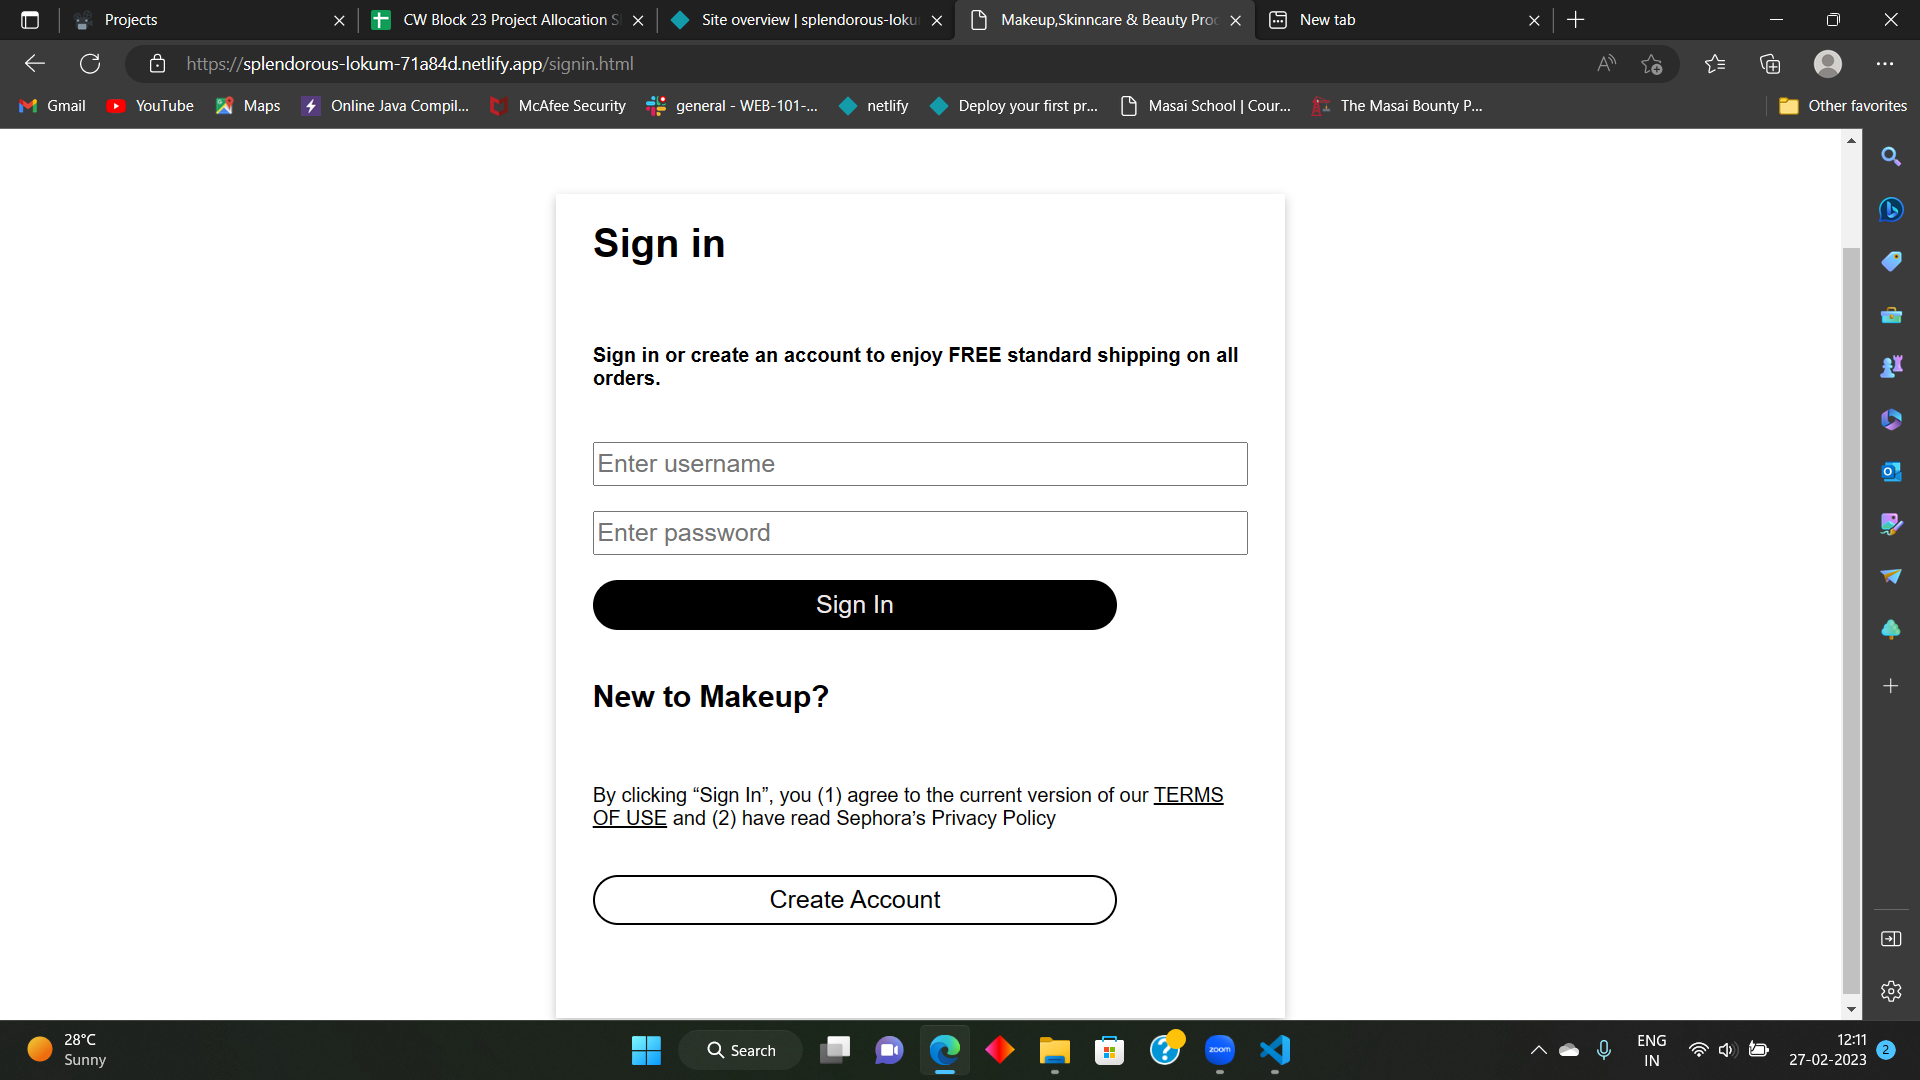 Projects
CW Block 23 Project Allocation S
Site overview | splendorous-loku
Makeup,Skinncare & Beauty Proc
New tab
https://splendorous-lokum-71a84d.netlify.app/signin.html
Gmail
YouTube
Maps
Online Java Compil...
McAfee Security
general - WEB-101-...
netlify
Deploy your first pr...
Masai School | Cour...
The Masai Bounty P...
Other favorites
Sign in
Sign in or create an account to enjoy FREE standard shipping on all
orders.
Enter username
Enter password
Sign In
New to Makeup?
By clicking “Sign In”, you (1) agree to the current version of our TERMS
OF USE and (2) have read Sephora’s Privacy Policy
Create Account
28°C
Sunny
Search
zoom
ENG
IN
12:11
27-02-2023
2